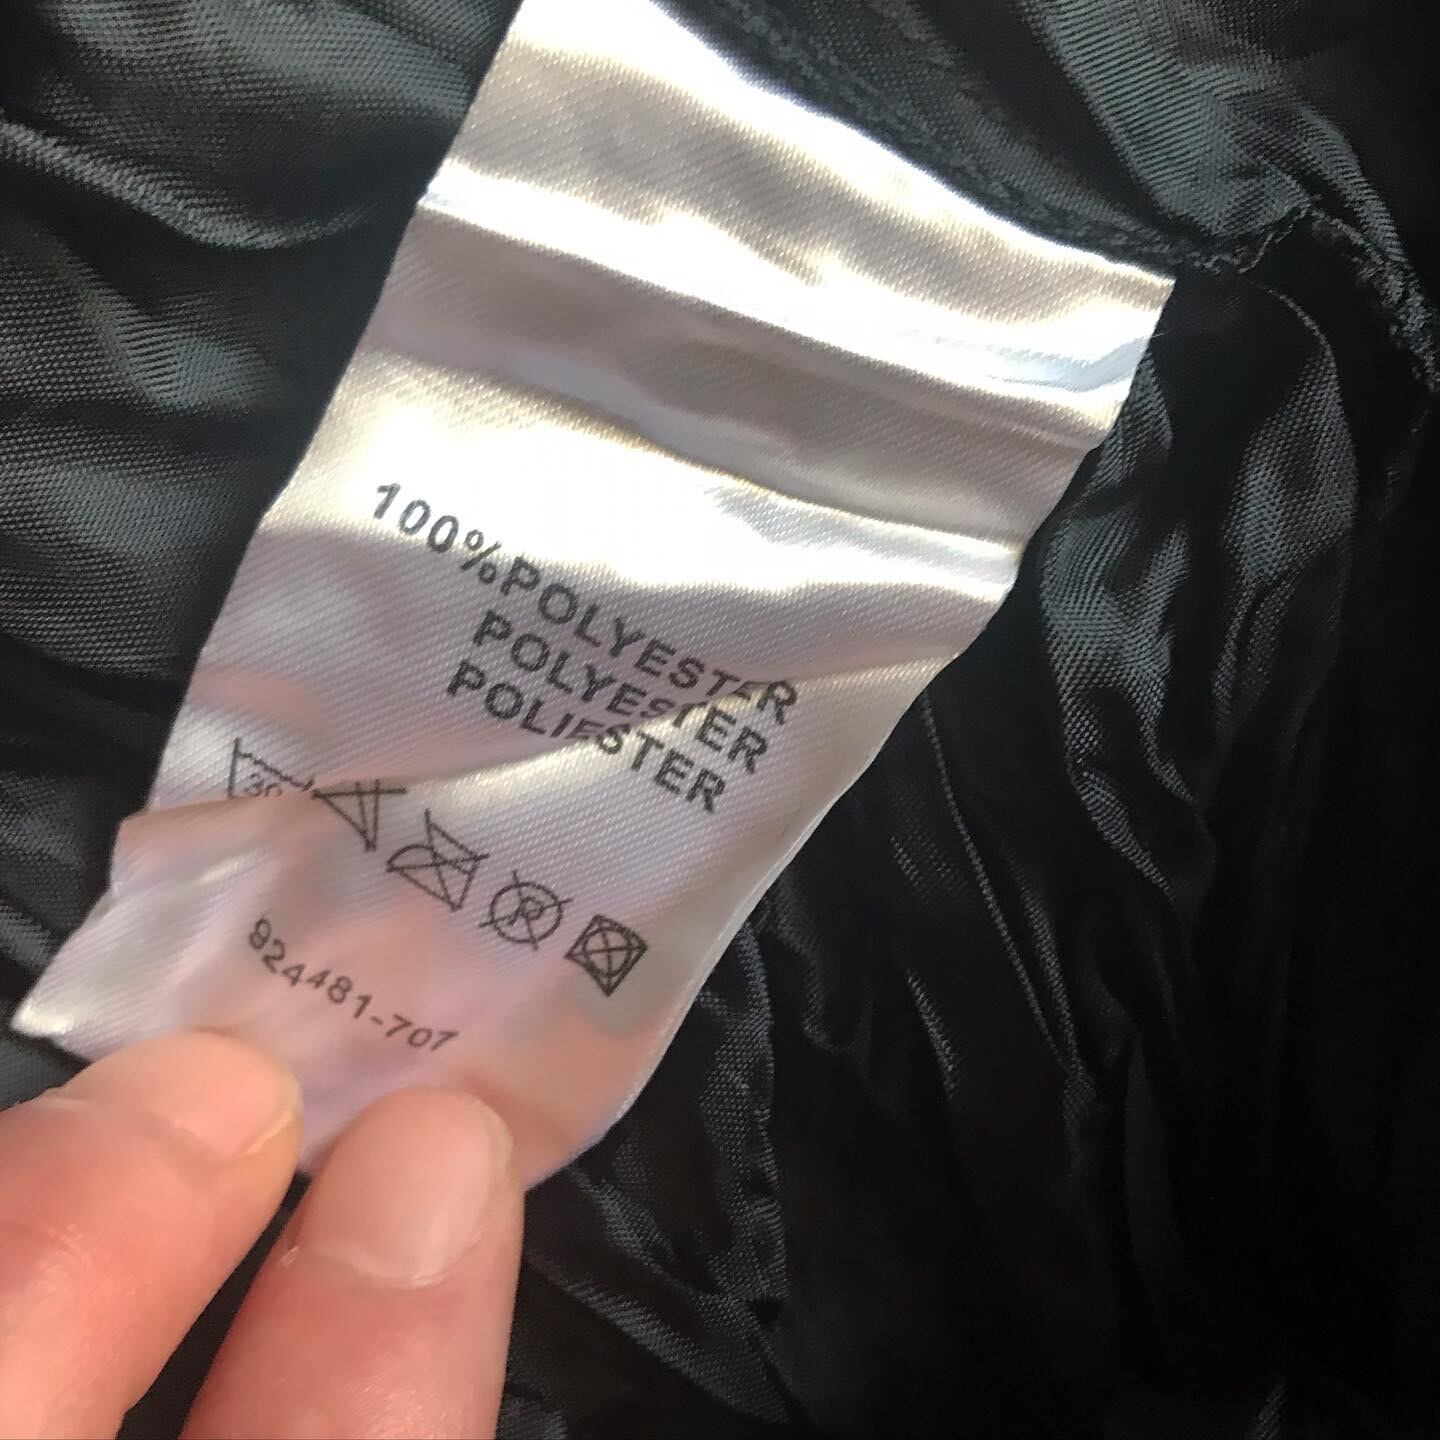 100%POLYESTER
POLYESTER
POLIESTER
30
R
924481-707